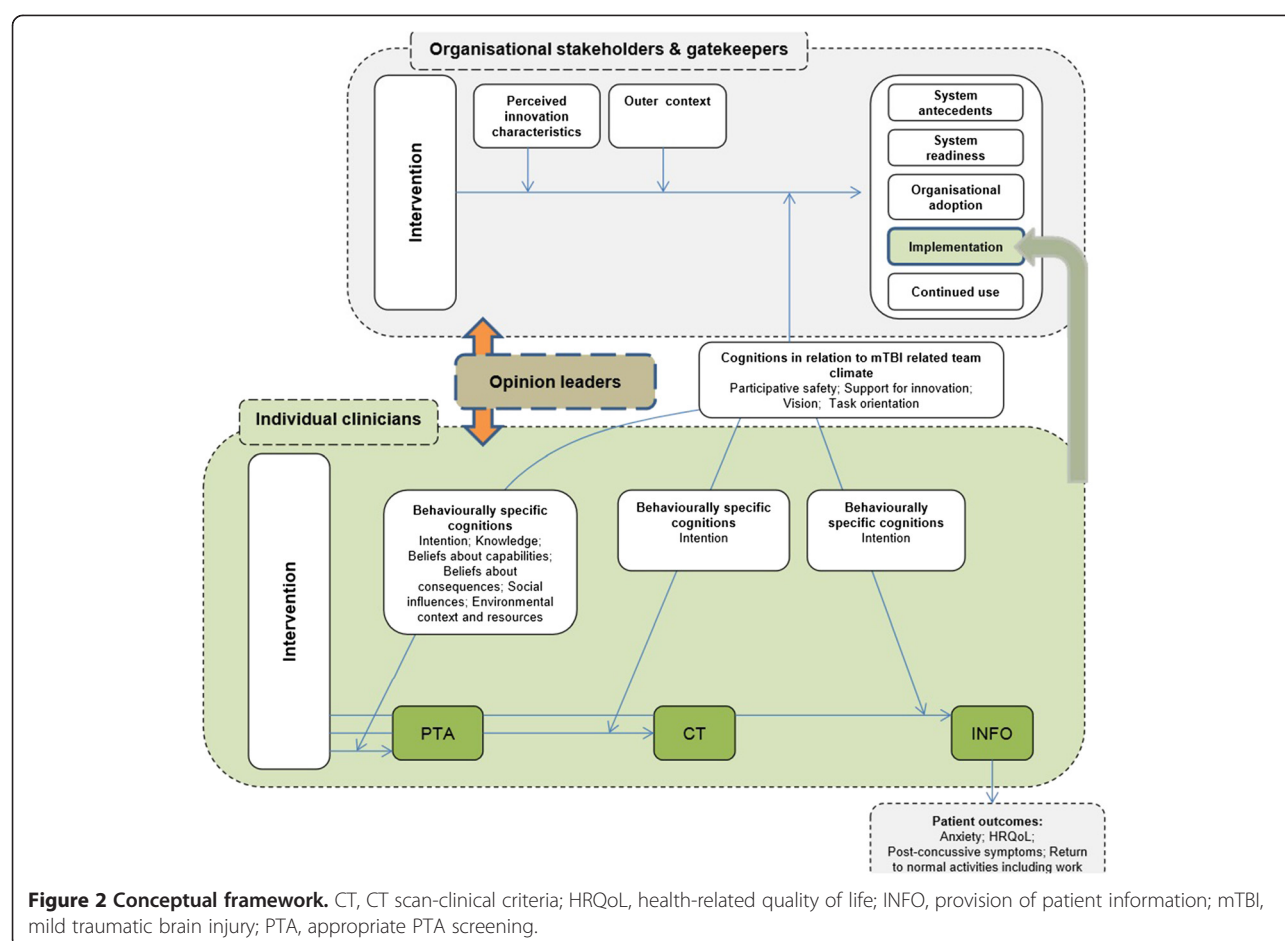 Organisational stakeholders & gatekeepers
Intervention
Perceived
innovation
characteristics
Outer context
System
antecedents
System
readiness
Organisational
adoption
Implementation
Continued use
Opinion leaders
Cognitions in relation to mTBI related team
climate
Participative safety; Support for innovation;
Vision; Task orientation
Individual clinicians
Intervention
Behaviourally specific
cognitions
Intention; Knowledge;
Beliefs about capabilities;
Beliefs about
consequences; Social
influences; Environmental
context and resources
Behaviourally specific
cognitions
Intention
Behaviourally
specific cognitions
Intention
PTA
CT
INFO
Patient outcomes:
Anxiety; HRQoL;
Post-concussive symptoms; Return
to normal activities including work
Figure 2 Conceptual framework. CT, CT scan-clinical criteria; HRQoL, health-related quality of life; INFO, provision of patient information; mTBI,
mild traumatic brain injury; PTA, appropriate PTA screening.